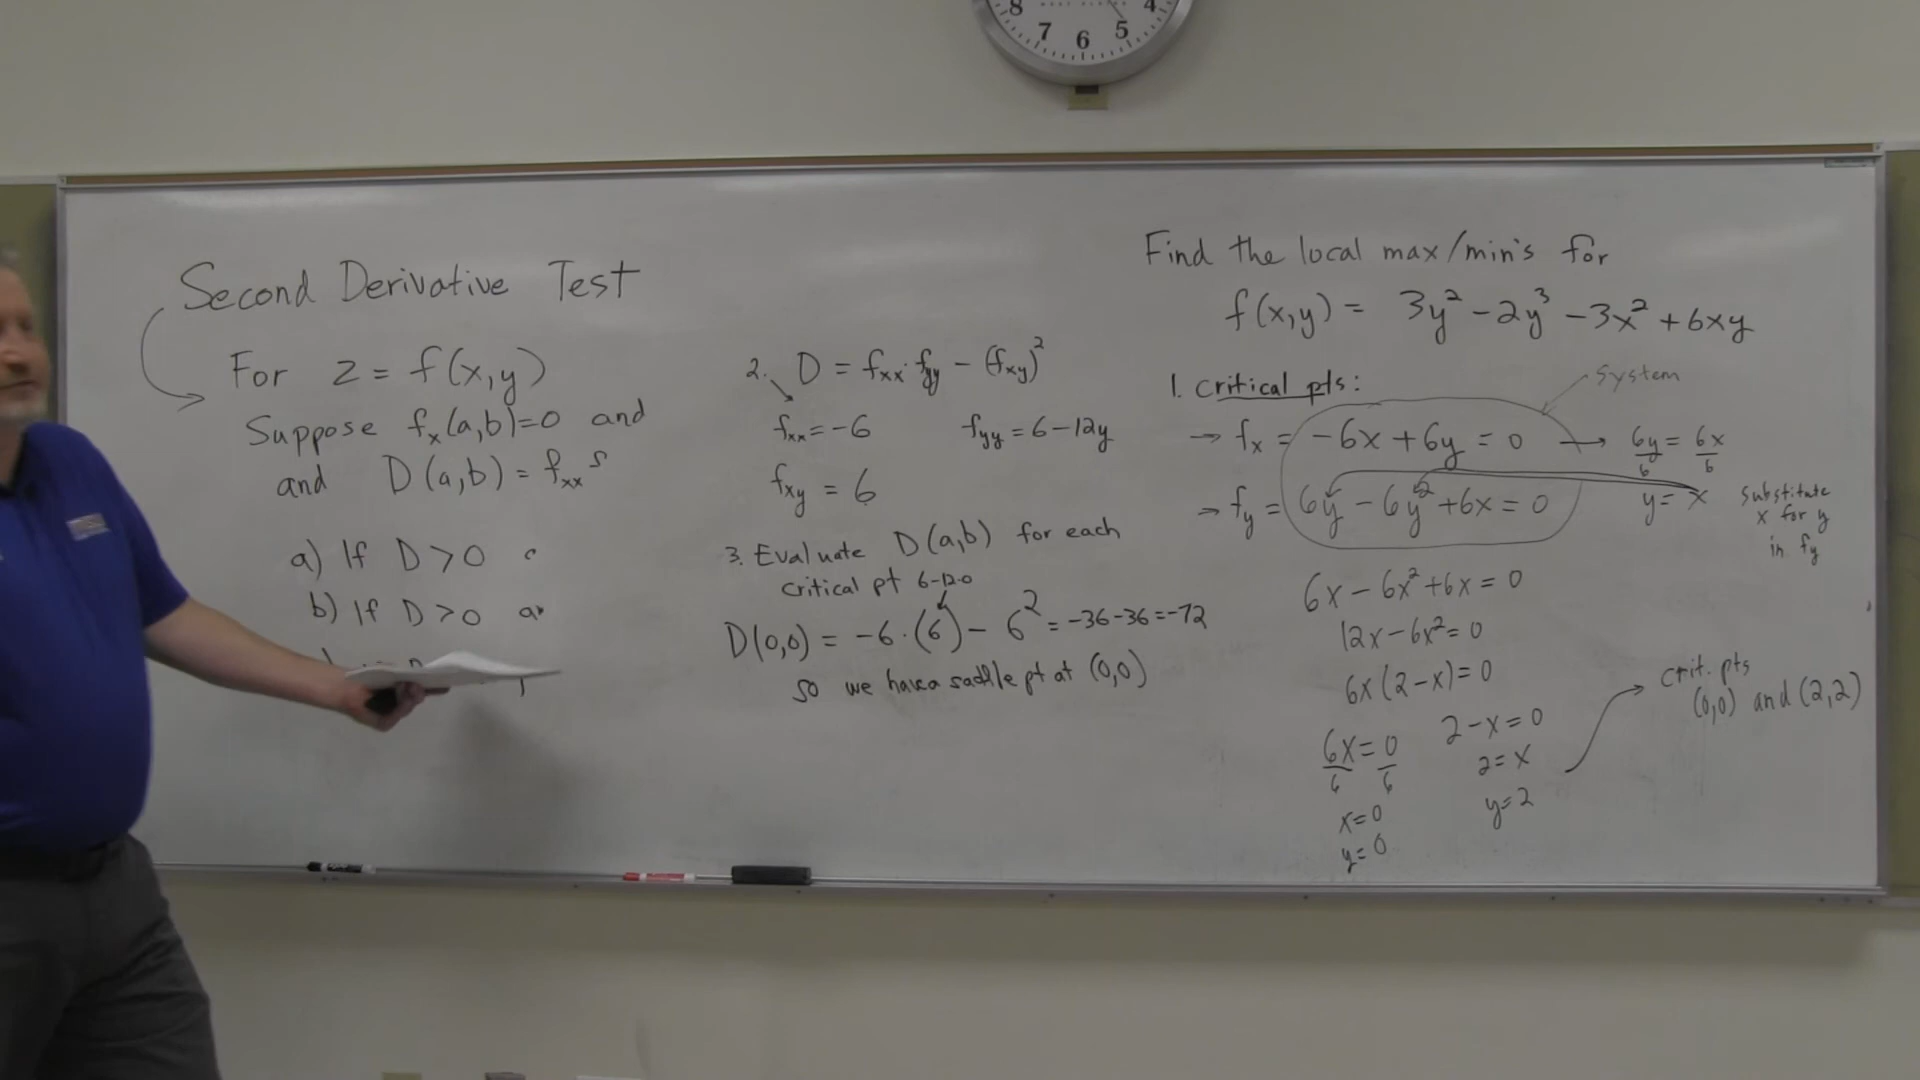 8 7 6 5 4
Second Derivative Test
For z = f(x,y)
Suppose fₓ(a,b)=0 and
and D(a,b) = fₓₓ
a) If D > 0
b) If D > 0
2. D = fₓₓ · f_yy − (f_xy)²
fₓₓ = −6 f_yy = 6−12y
f_xy = 6
3. Evaluate D(a,b) for each
critical pt 6−12·0
D(0,0) = −6·(6) − 6² = −36−36 = −72
so we have a saddle pt at (0,0)
Find the local max/min's for
f(x,y) = 3y² − 2y³ − 3x² + 6xy
1. critical pts: system
→ fₓ = −6x + 6y = 0 → 6y/6 = 6x/6
→ f_y = 6y − 6y² + 6x = 0 y = x
substitute
x for y
in f_y
6x − 6x² + 6x = 0
12x − 6x² = 0
6x(2−x) = 0
6x/6 = 0/6
x=0
y=0
2−x=0
2=x
y=2
crit. pts
(0,0) and (2,2)